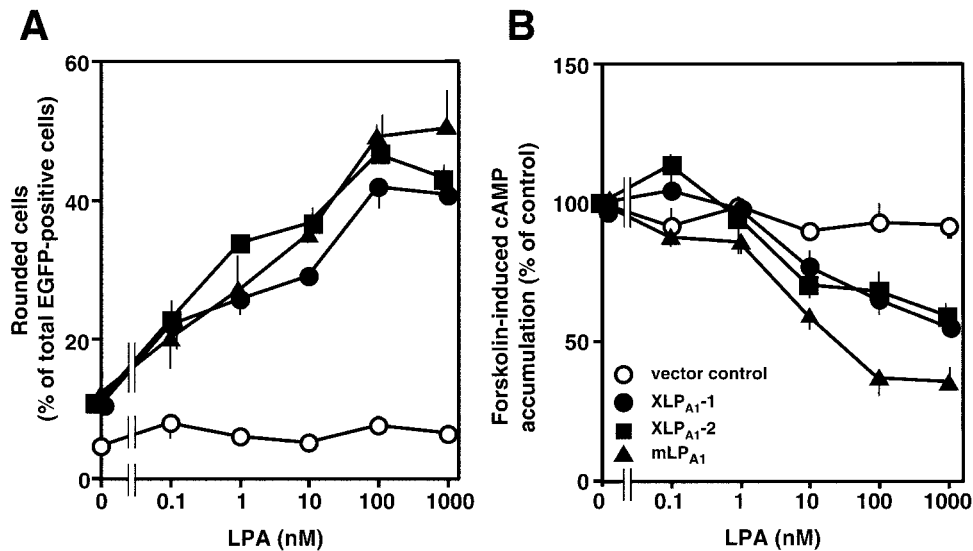 A
60
40
20
0
Rounded cells
(% of total EGFP-positive cells)
0 0.1 1 10 100 1000
LPA (nM)
B
150
100
50
0
Forskolin-induced cAMP
accumulation (% of control)
vector control
XLPA1-1
XLPA1-2
mLPA1
0 0.1 1 10 100 1000
LPA (nM)